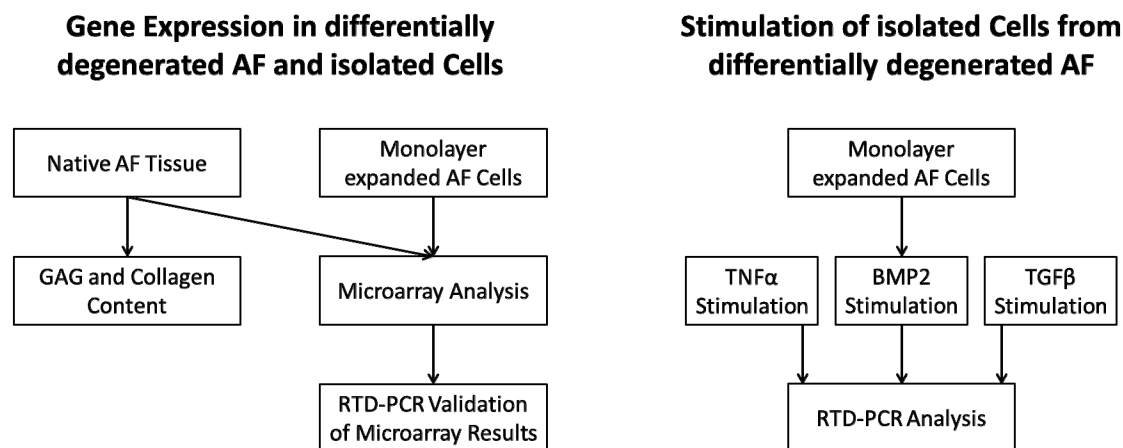 Gene Expression in differentially
degenerated AF and isolated Cells
Native AF Tissue
Monolayer
expanded AF Cells
GAG and Collagen
Content
Microarray Analysis
RTD-PCR Validation
of Microarray Results
Stimulation of isolated Cells from
differentially degenerated AF
Monolayer
expanded AF Cells
TNFα
Stimulation
BMP2
Stimulation
TGFβ
Stimulation
RTD-PCR Analysis